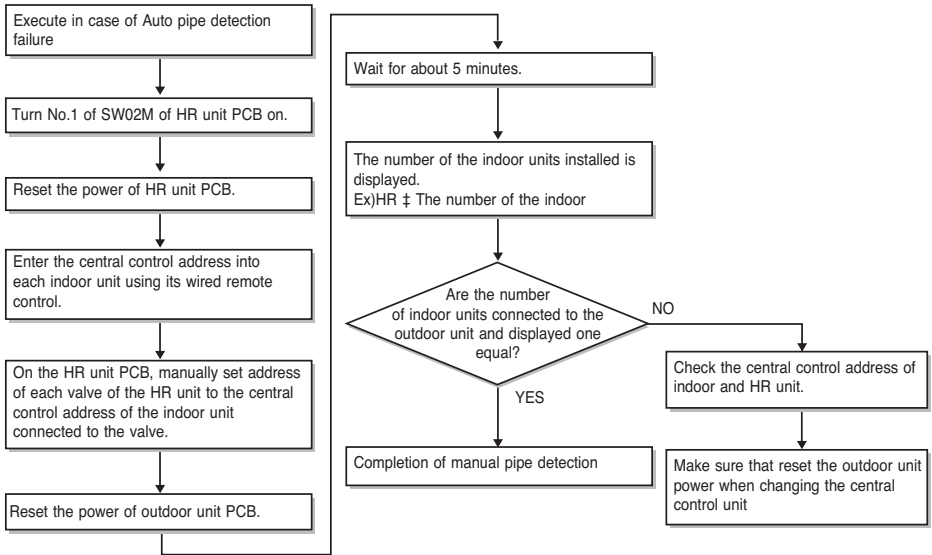 Execute in case of Auto pipe detection
failure
Turn No.1 of SW02M of HR unit PCB on.
Reset the power of HR unit PCB.
Enter the central control address into
each indoor unit using its wired remote
control.
On the HR unit PCB, manually set address
of each valve of the HR unit to the central
control address of the indoor unit
connected to the valve.
Reset the power of outdoor unit PCB.
Wait for about 5 minutes.
The number of the indoor units installed is
displayed.
Ex)HR ‡ The number of the indoor
Are the number
of indoor units connected to the
outdoor unit and displayed one
equal?
NO
YES
Completion of manual pipe detection
Check the central control address of
indoor and HR unit.
Make sure that reset the outdoor unit
power when changing the central
control unit